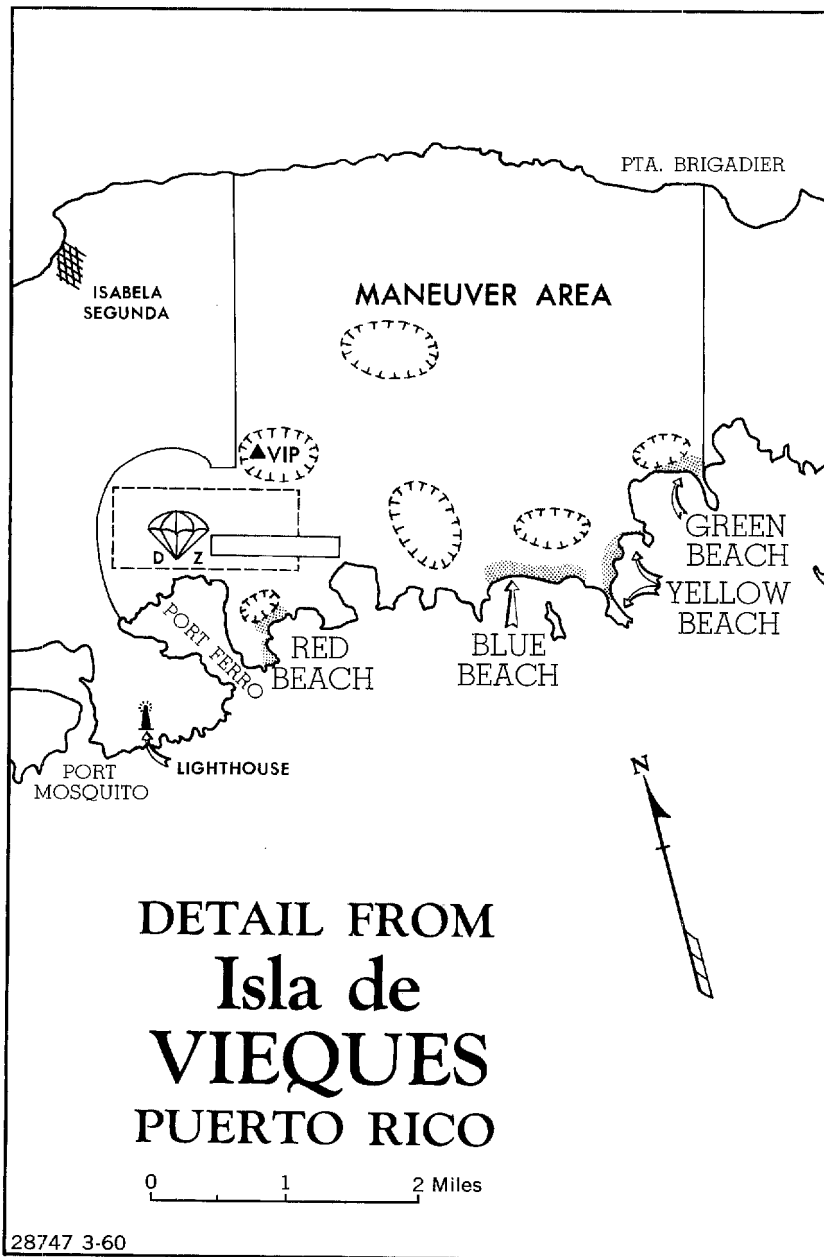 PTA. BRIGADIER
ISABELA
SEGUNDA
MANEUVER AREA
VIP
D Z
GREEN
BEACH
YELLOW
BEACH
BLUE
BEACH
RED
BEACH
PORT FERRO
LIGHTHOUSE
PORT
MOSQUITO
N
DETAIL FROM
Isla de
VIEQUES
PUERTO RICO
0 1 2 Miles
28747 3-60